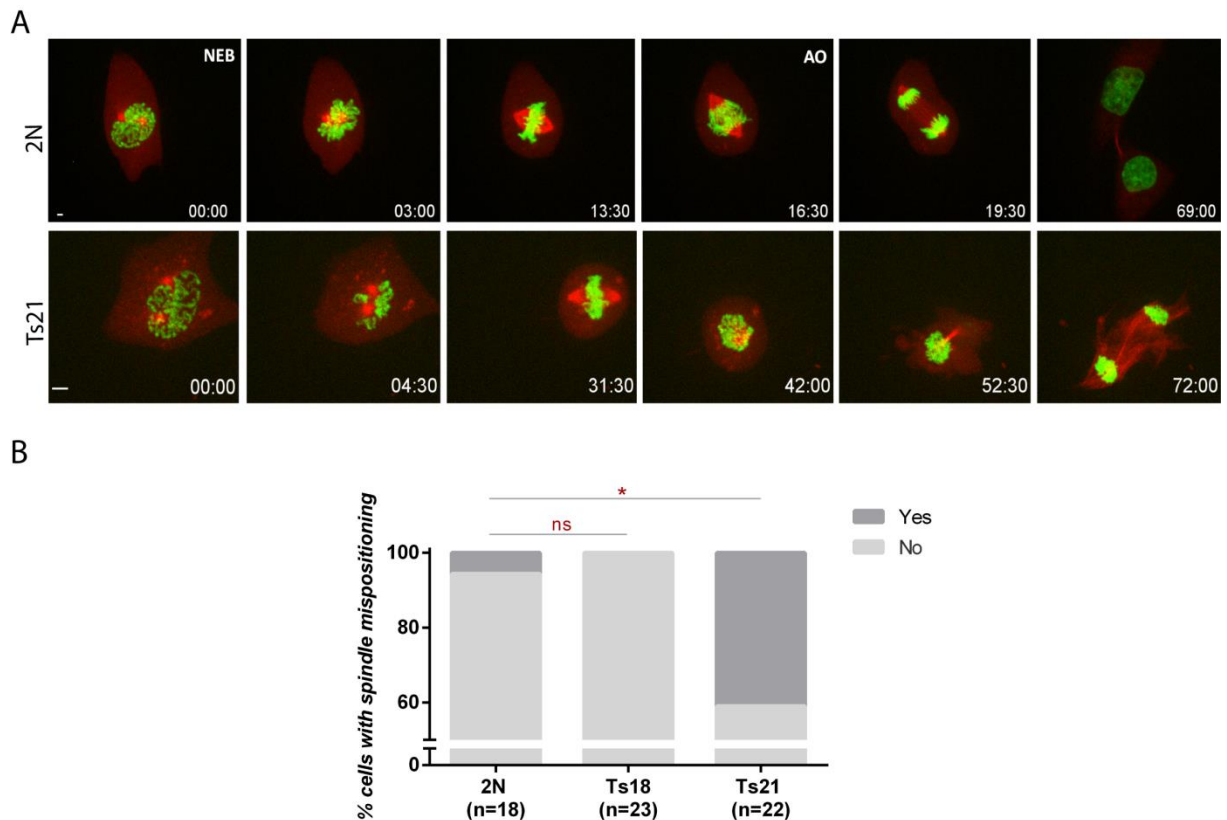 A
2N
NEB
00:00
03:00
13:30
AO
16:30
19:30
69:00
Ts21
00:00
04:30
31:30
42:00
52:30
72:00
B
% cells with spindle mispositioning
*
ns
Yes
No
100
80
60
0
2N
(n=18)
Ts18
(n=23)
Ts21
(n=22)